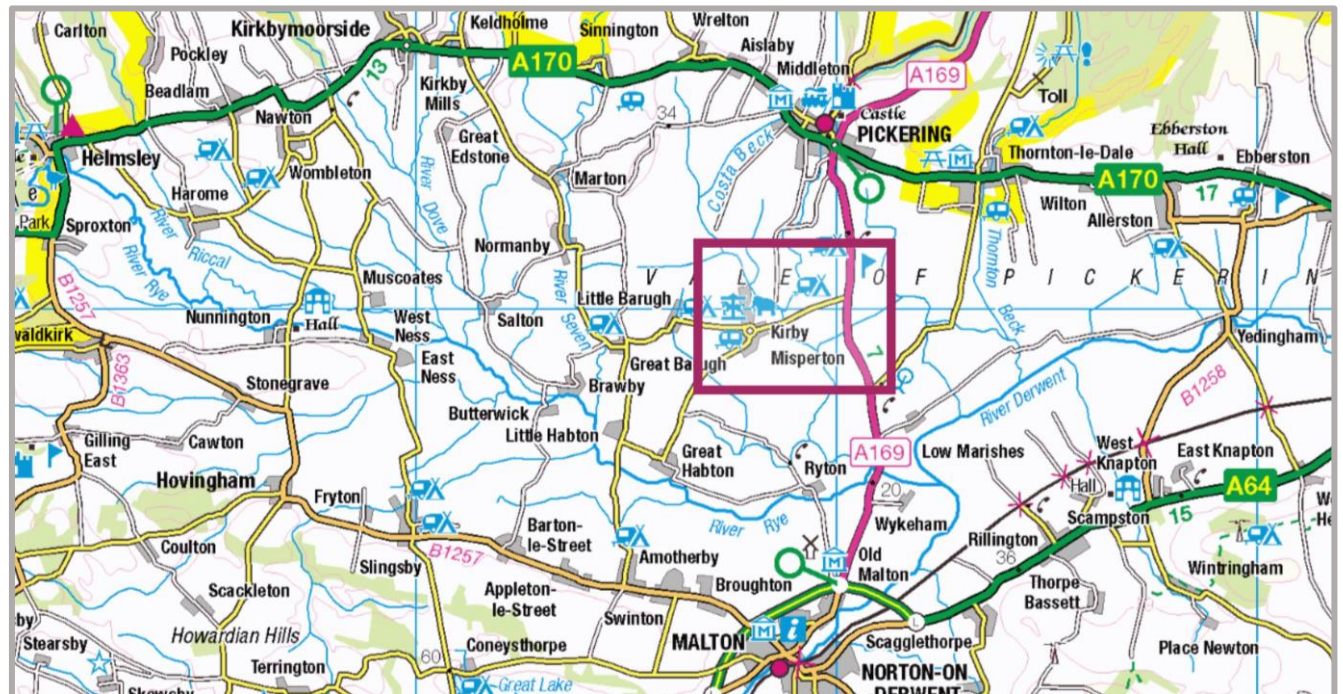 Carlton
Kirkbymoorside
Keldholme
Sinnington
Wrelton
Aislaby
Middleton
A169
Pockley
Beadlam
13
Kirkby
Mills
A170
34
Castle
PICKERING
Toll
Nawton
Great
Edstone
Costa Beck
Ebberston
Hall
Ebberston
Helmsley
Wombleton
River Dove
Marton
Thornton-le-Dale
A170
17
Harome
Wilton
Allerston
Park
Sproxton
River
Riccal
Normanby
Thornton
Beck
River Rye
Muscoates
V A L E O F P I C K E R I N
B1257
Nunnington
Hall
West
Ness
Salton
River
Seven
Little Barugh
Kirby
Misperton
7
Yedingham
waldkirk
East
Ness
Great Barugh
B1363
Stonegrave
Brawby
River Derwent
B1258
Butterwick
Little Habton
Gilling
East
Cawton
Great
Habton
Ryton
A169
Low Marishes
West
Knapton
East Knapton
Hovingham
Fryton
20
Hall
A64
River Rye
Wykeham
Scampston
15
Barton-
le-Street
Rillington
Coulton
B1257
Slingsby
Amotherby
Old
Malton
36
Wintringham
Scackleton
Appleton-
le-Street
Broughton
Thorpe
Bassett
Stearsby
Howardian Hills
Swinton
MALTON
i
Scagglethorpe
Place Newton
Terrington
60
Coneysthorpe
NORTON-ON
DERWENT
Skewsby
Great Lake